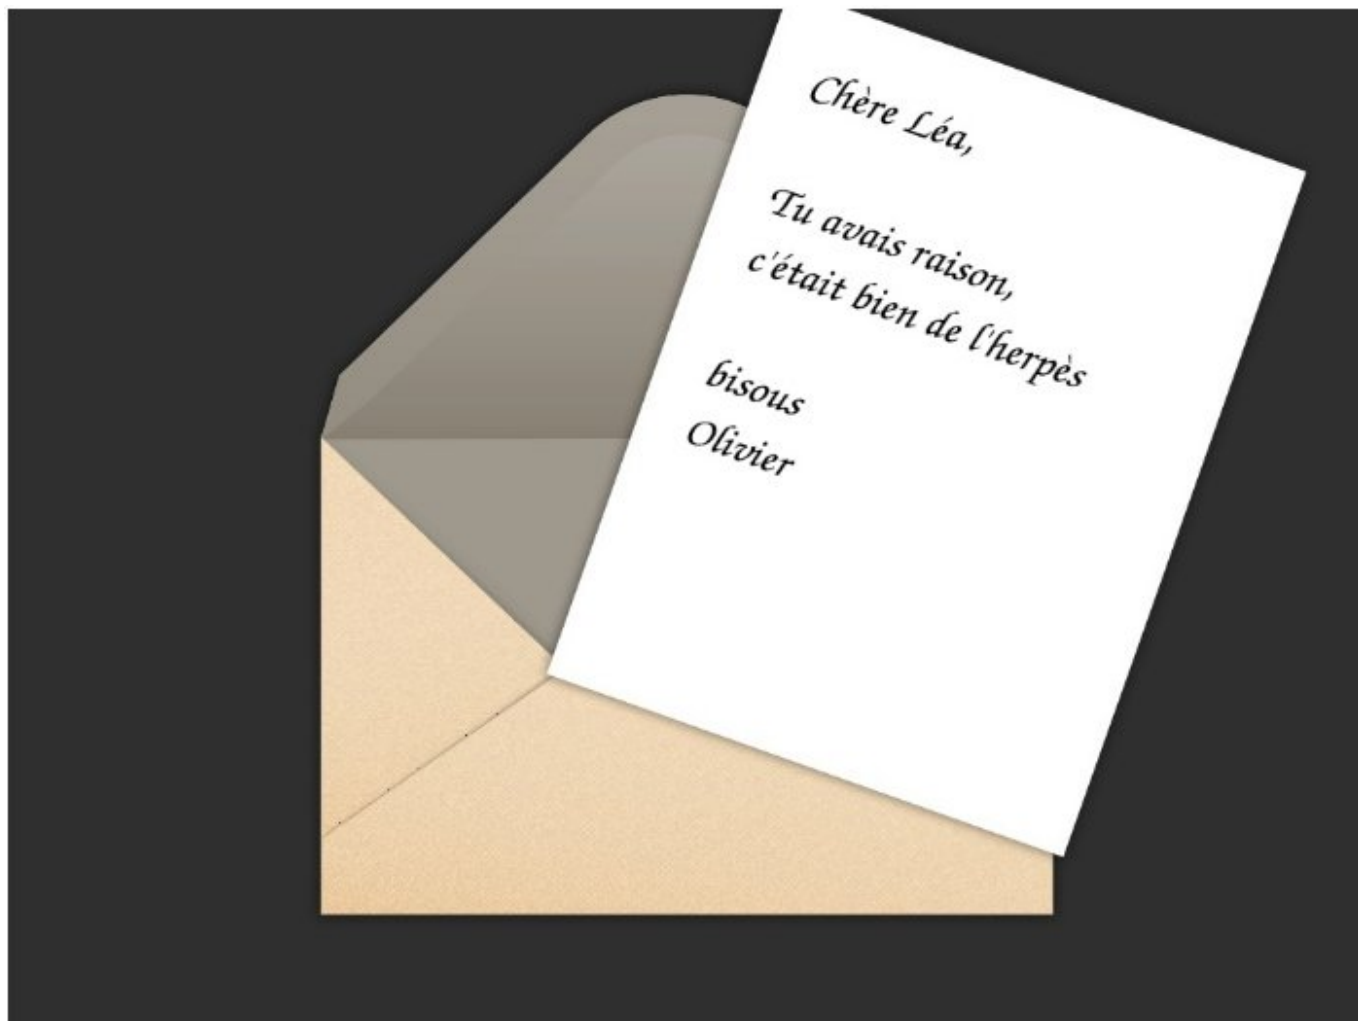 Chère Léa,
Tu avais raison,
c'était bien de l'herpès
bisous
Olivier